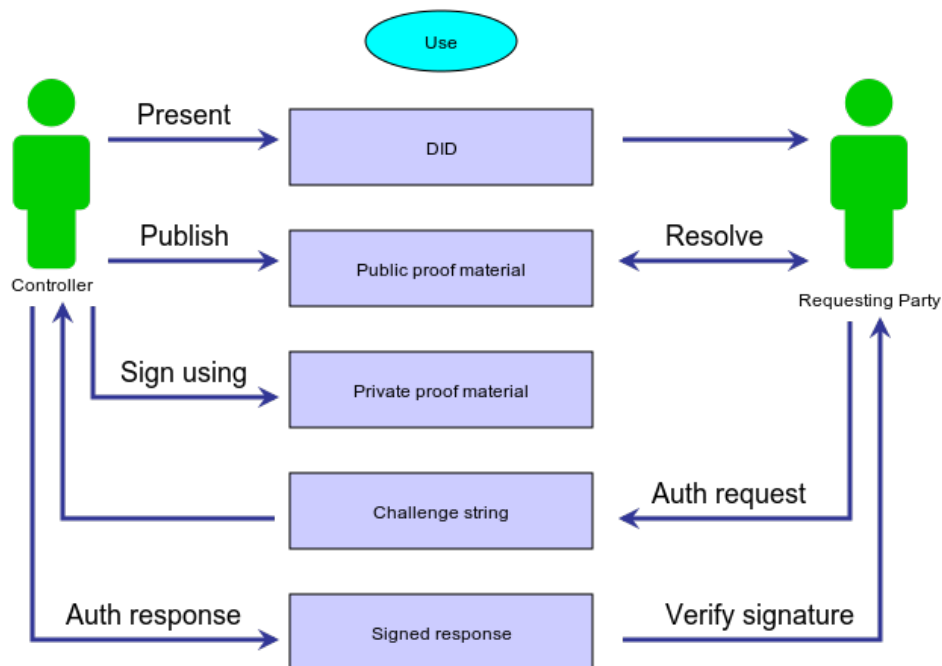 Use
Present
DID
Publish
Public proof material
Resolve
Controller
Requesting Party
Sign using
Private proof material
Challenge string
Auth request
Auth response
Signed response
Verify signature